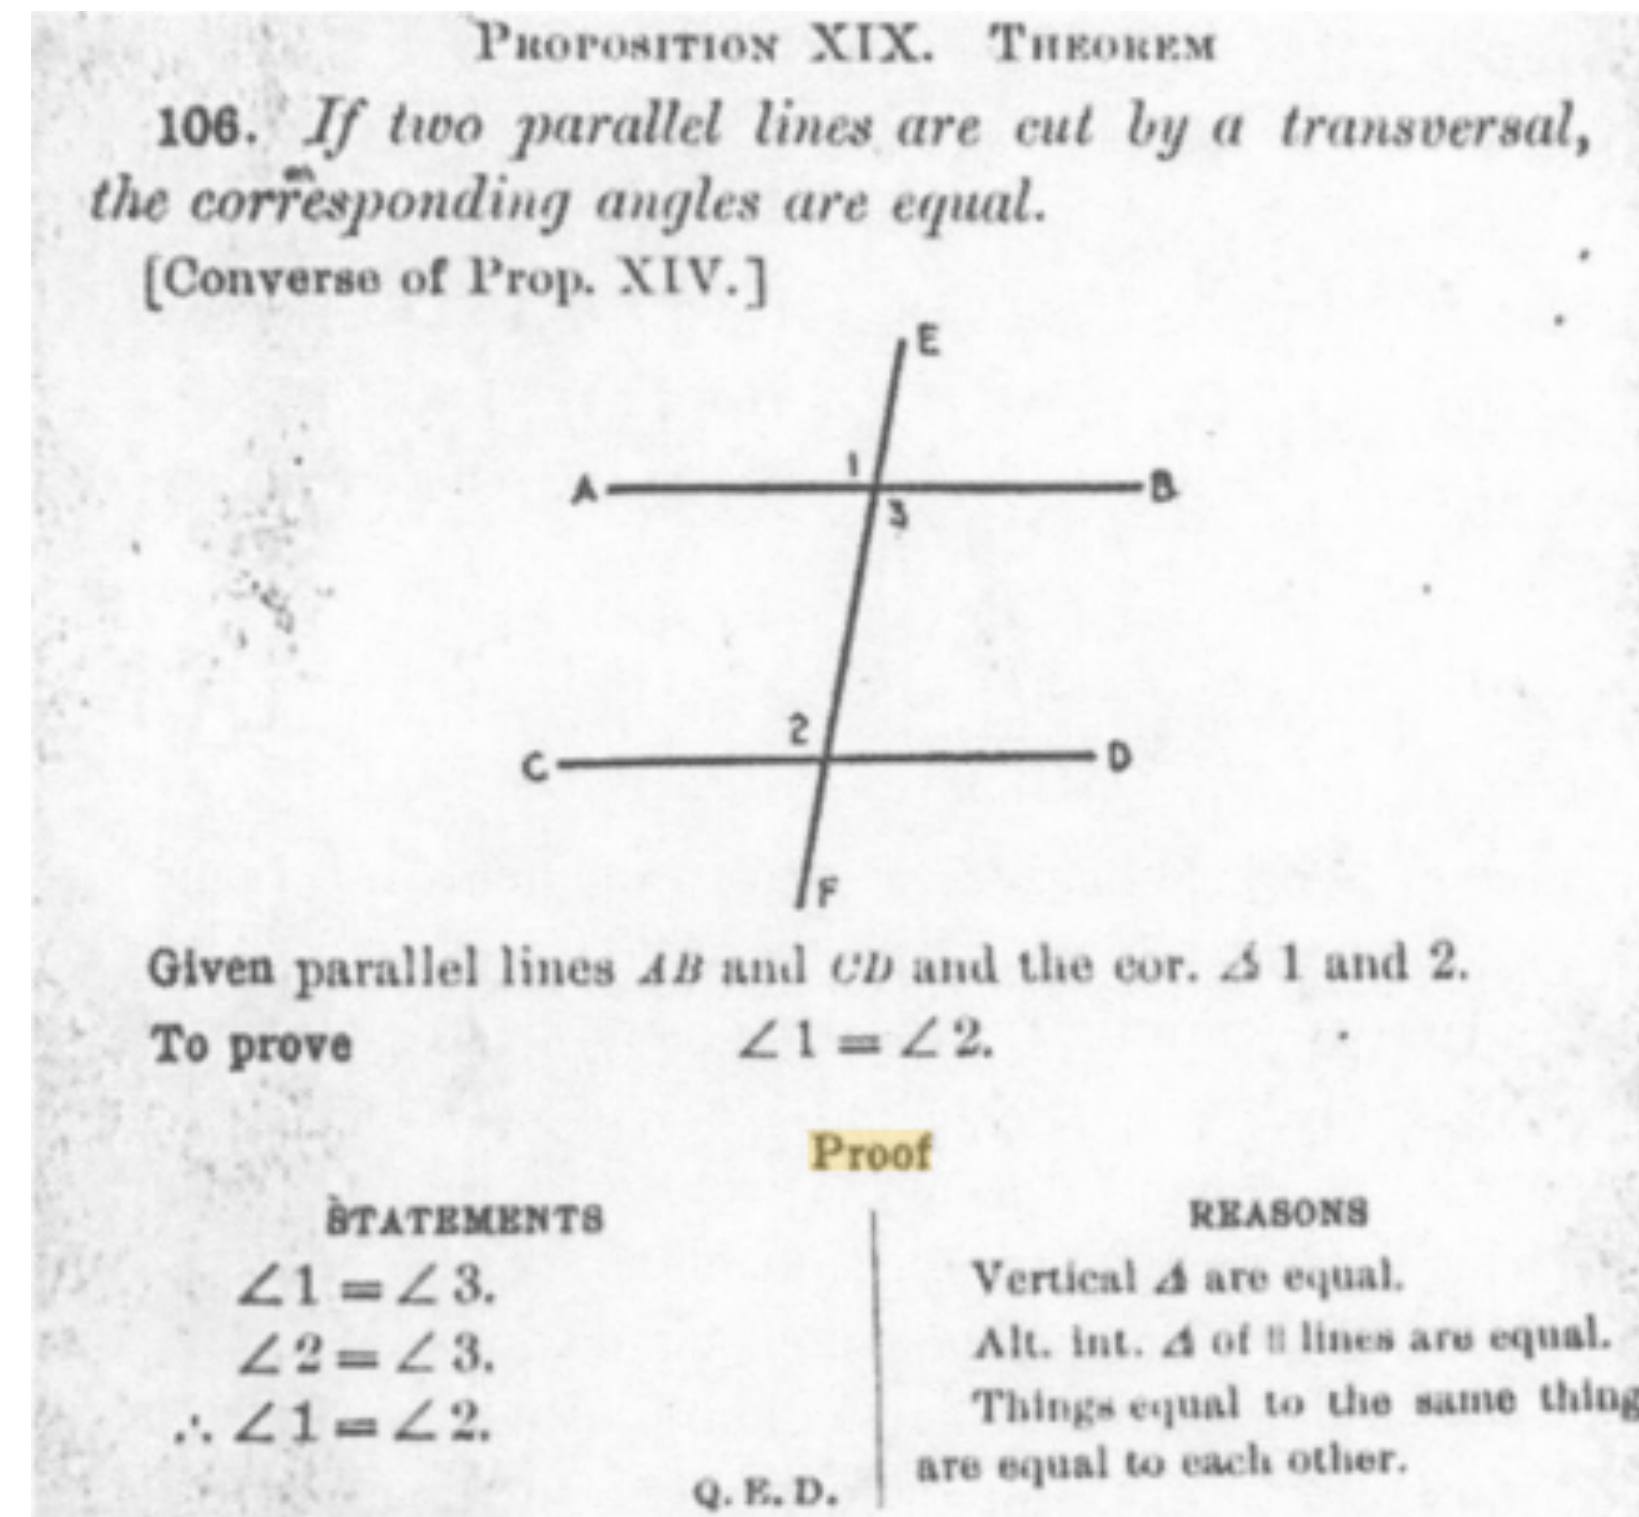 PROPOSITION XIX. THEOREM
106. If two parallel lines are cut by a transversal,
the corresponding angles are equal.
[Converse of Prop. XIV.]
E
1
A B
3
2
C D
F
Given parallel lines AB and CD and the cor. ∠s 1 and 2.
To prove ∠1 = ∠2.
Proof
STATEMENTS
∠1 = ∠3.
∠2 = ∠3.
∴ ∠1 = ∠2.
Q. E. D.
REASONS
Vertical ∠s are equal.
Alt. int. ∠s of ∥ lines are equal.
Things equal to the same thing
are equal to each other.